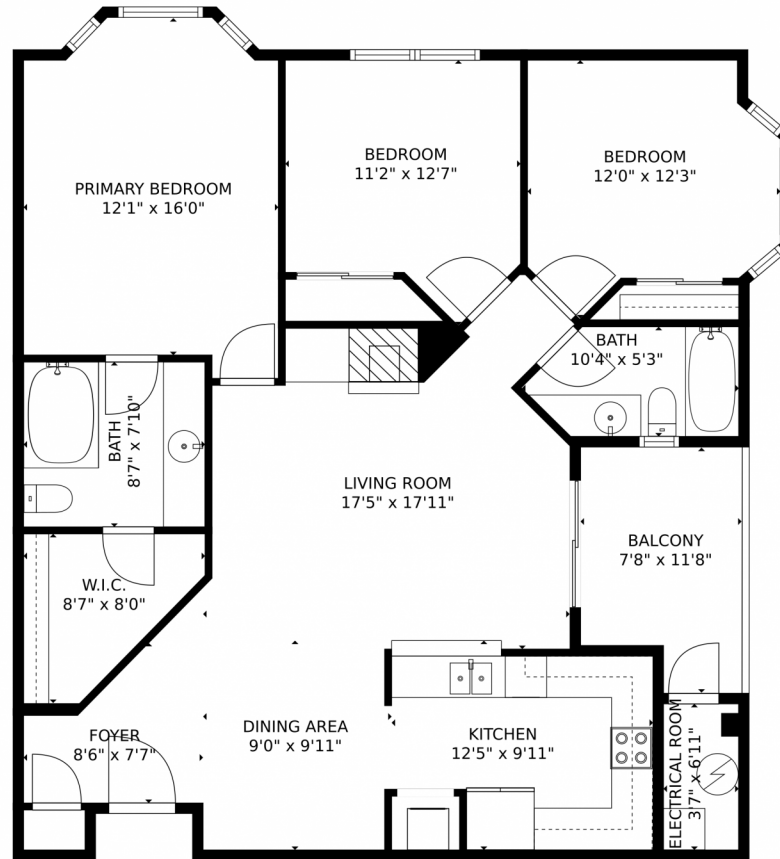 PRIMARY BEDROOM
12'1" x 16'0"
BEDROOM
11'2" x 12'7"
BEDROOM
12'0" x 12'3"
BATH
10'4" x 5'3"
BATH
8'7" x 7'10"
LIVING ROOM
17'5" x 17'11"
BALCONY
7'8" x 11'8"
W.I.C.
8'7" x 8'0"
FOYER
8'6" x 7'7"
DINING AREA
9'0" x 9'11"
KITCHEN
12'5" x 9'11"
ELECTRICAL ROOM
3'7" x 6'11"